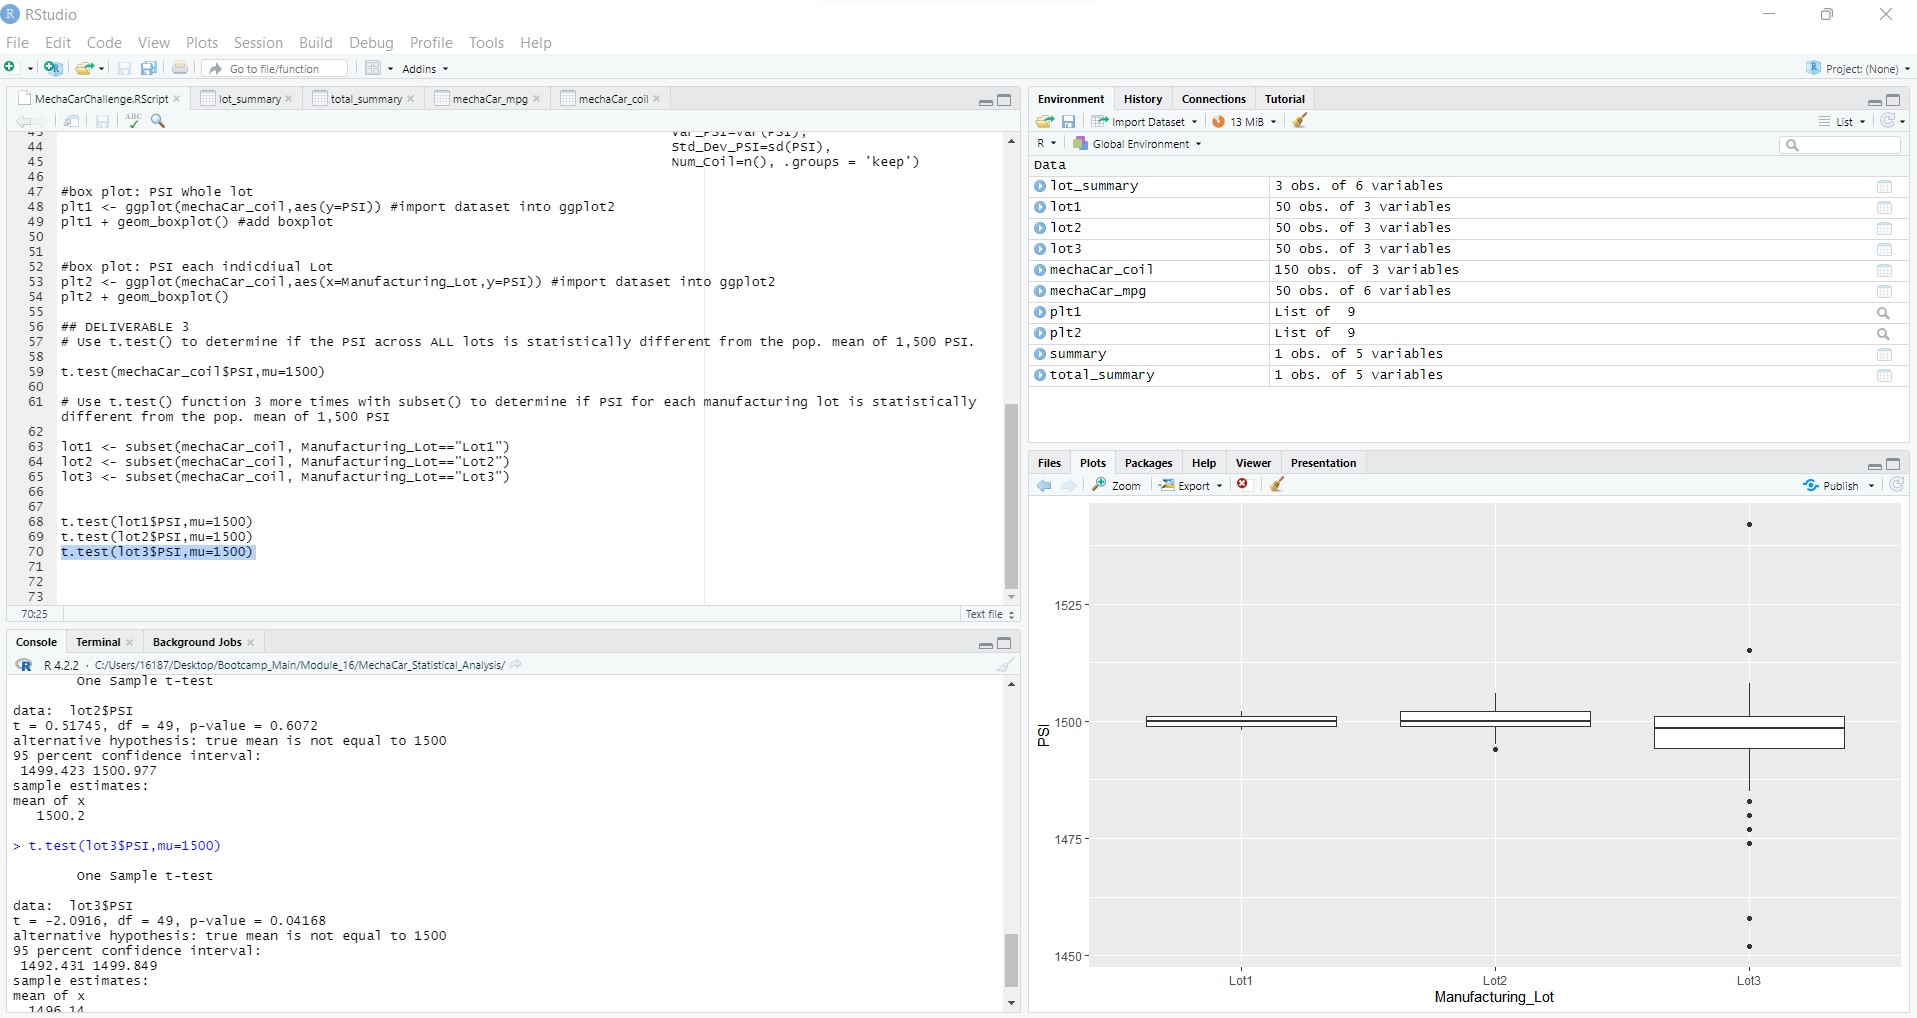 RStudio
File Edit Code View Plots Session Build Debug Profile Tools Help
Go to file/function Addins Project: (None)
MechaCarChallenge.RScript lot_summary total_summary mechaCar_mpg mechaCar_coil
ABC
43 Var_PSI=var(PSI),
44 Std_Dev_PSI=sd(PSI),
45 Num_Coil=n(), .groups = 'keep')
46
47 #box plot: PSI whole lot
48 plt1 <- ggplot(mechaCar_coil,aes(y=PSI)) #import dataset into ggplot2
49 plt1 + geom_boxplot() #add boxplot
50
51
52 #box plot: PSI each indicdiual Lot
53 plt2 <- ggplot(mechaCar_coil,aes(x=Manufacturing_Lot,y=PSI)) #import dataset into ggplot2
54 plt2 + geom_boxplot()
55
56 ## DELIVERABLE 3
57 # Use t.test() to determine if the PSI across ALL lots is statistically different from the pop. mean of 1,500 PSI.
58
59 t.test(mechaCar_coil$PSI,mu=1500)
60
61 # Use t.test() function 3 more times with subset() to determine if PSI for each manufacturing lot is statistically
different from the pop. mean of 1,500 PSI
62
63 lot1 <- subset(mechaCar_coil, Manufacturing_Lot=="Lot1")
64 lot2 <- subset(mechaCar_coil, Manufacturing_Lot=="Lot2")
65 lot3 <- subset(mechaCar_coil, Manufacturing_Lot=="Lot3")
66
67
68 t.test(lot1$PSI,mu=1500)
69 t.test(lot2$PSI,mu=1500)
70 t.test(lot3$PSI,mu=1500)
71
72
73
70:25 Text file
Console Terminal Background Jobs
R 4.2.2 · C:/Users/16187/Desktop/Bootcamp_Main/Module_16/MechaCar_Statistical_Analysis/
One Sample t-test
data: lot2$PSI
t = 0.51745, df = 49, p-value = 0.6072
alternative hypothesis: true mean is not equal to 1500
95 percent confidence interval:
1499.423 1500.977
sample estimates:
mean of x
1500.2
> t.test(lot3$PSI,mu=1500)
One Sample t-test
data: lot3$PSI
t = -2.0916, df = 49, p-value = 0.04168
alternative hypothesis: true mean is not equal to 1500
95 percent confidence interval:
1492.431 1499.849
sample estimates:
mean of x
1496.14
Environment History Connections Tutorial
Import Dataset 13 MiB List
R Global Environment
Data
lot_summary 3 obs. of 6 variables
lot1 50 obs. of 3 variables
lot2 50 obs. of 3 variables
lot3 50 obs. of 3 variables
mechaCar_coil 150 obs. of 3 variables
mechaCar_mpg 50 obs. of 6 variables
plt1 List of 9
plt2 List of 9
summary 1 obs. of 5 variables
total_summary 1 obs. of 5 variables
Files Plots Packages Help Viewer Presentation
Zoom Export Publish
1525
1500
1475
1450
PSI
Lot1 Lot2 Lot3
Manufacturing_Lot